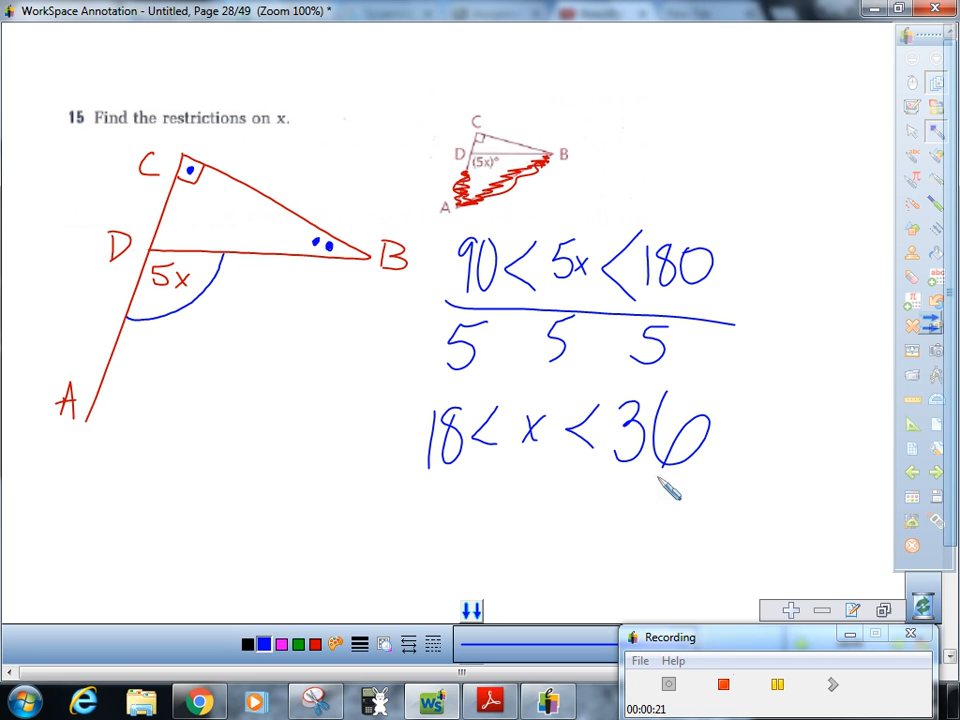 WorkSpace Annotation - Untitled, Page 28/49 (Zoom 100%) *
15 Find the restrictions on x.
C
D
B
(5x)°
A
C
D
B
5x
A
90 < 5x < 180
5 5 5
18 < x < 36
Recording
File Help
00:00:21